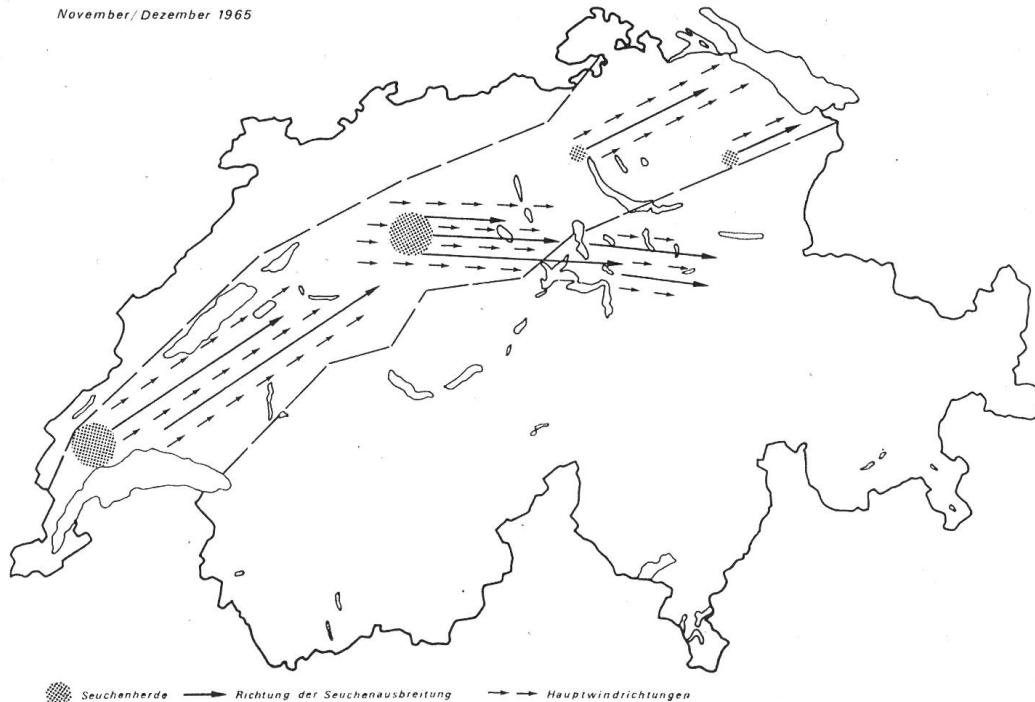 November/Dezember 1965
Seuchenherde Richtung der Seuchenausbreitung Hauptwindrichtungen